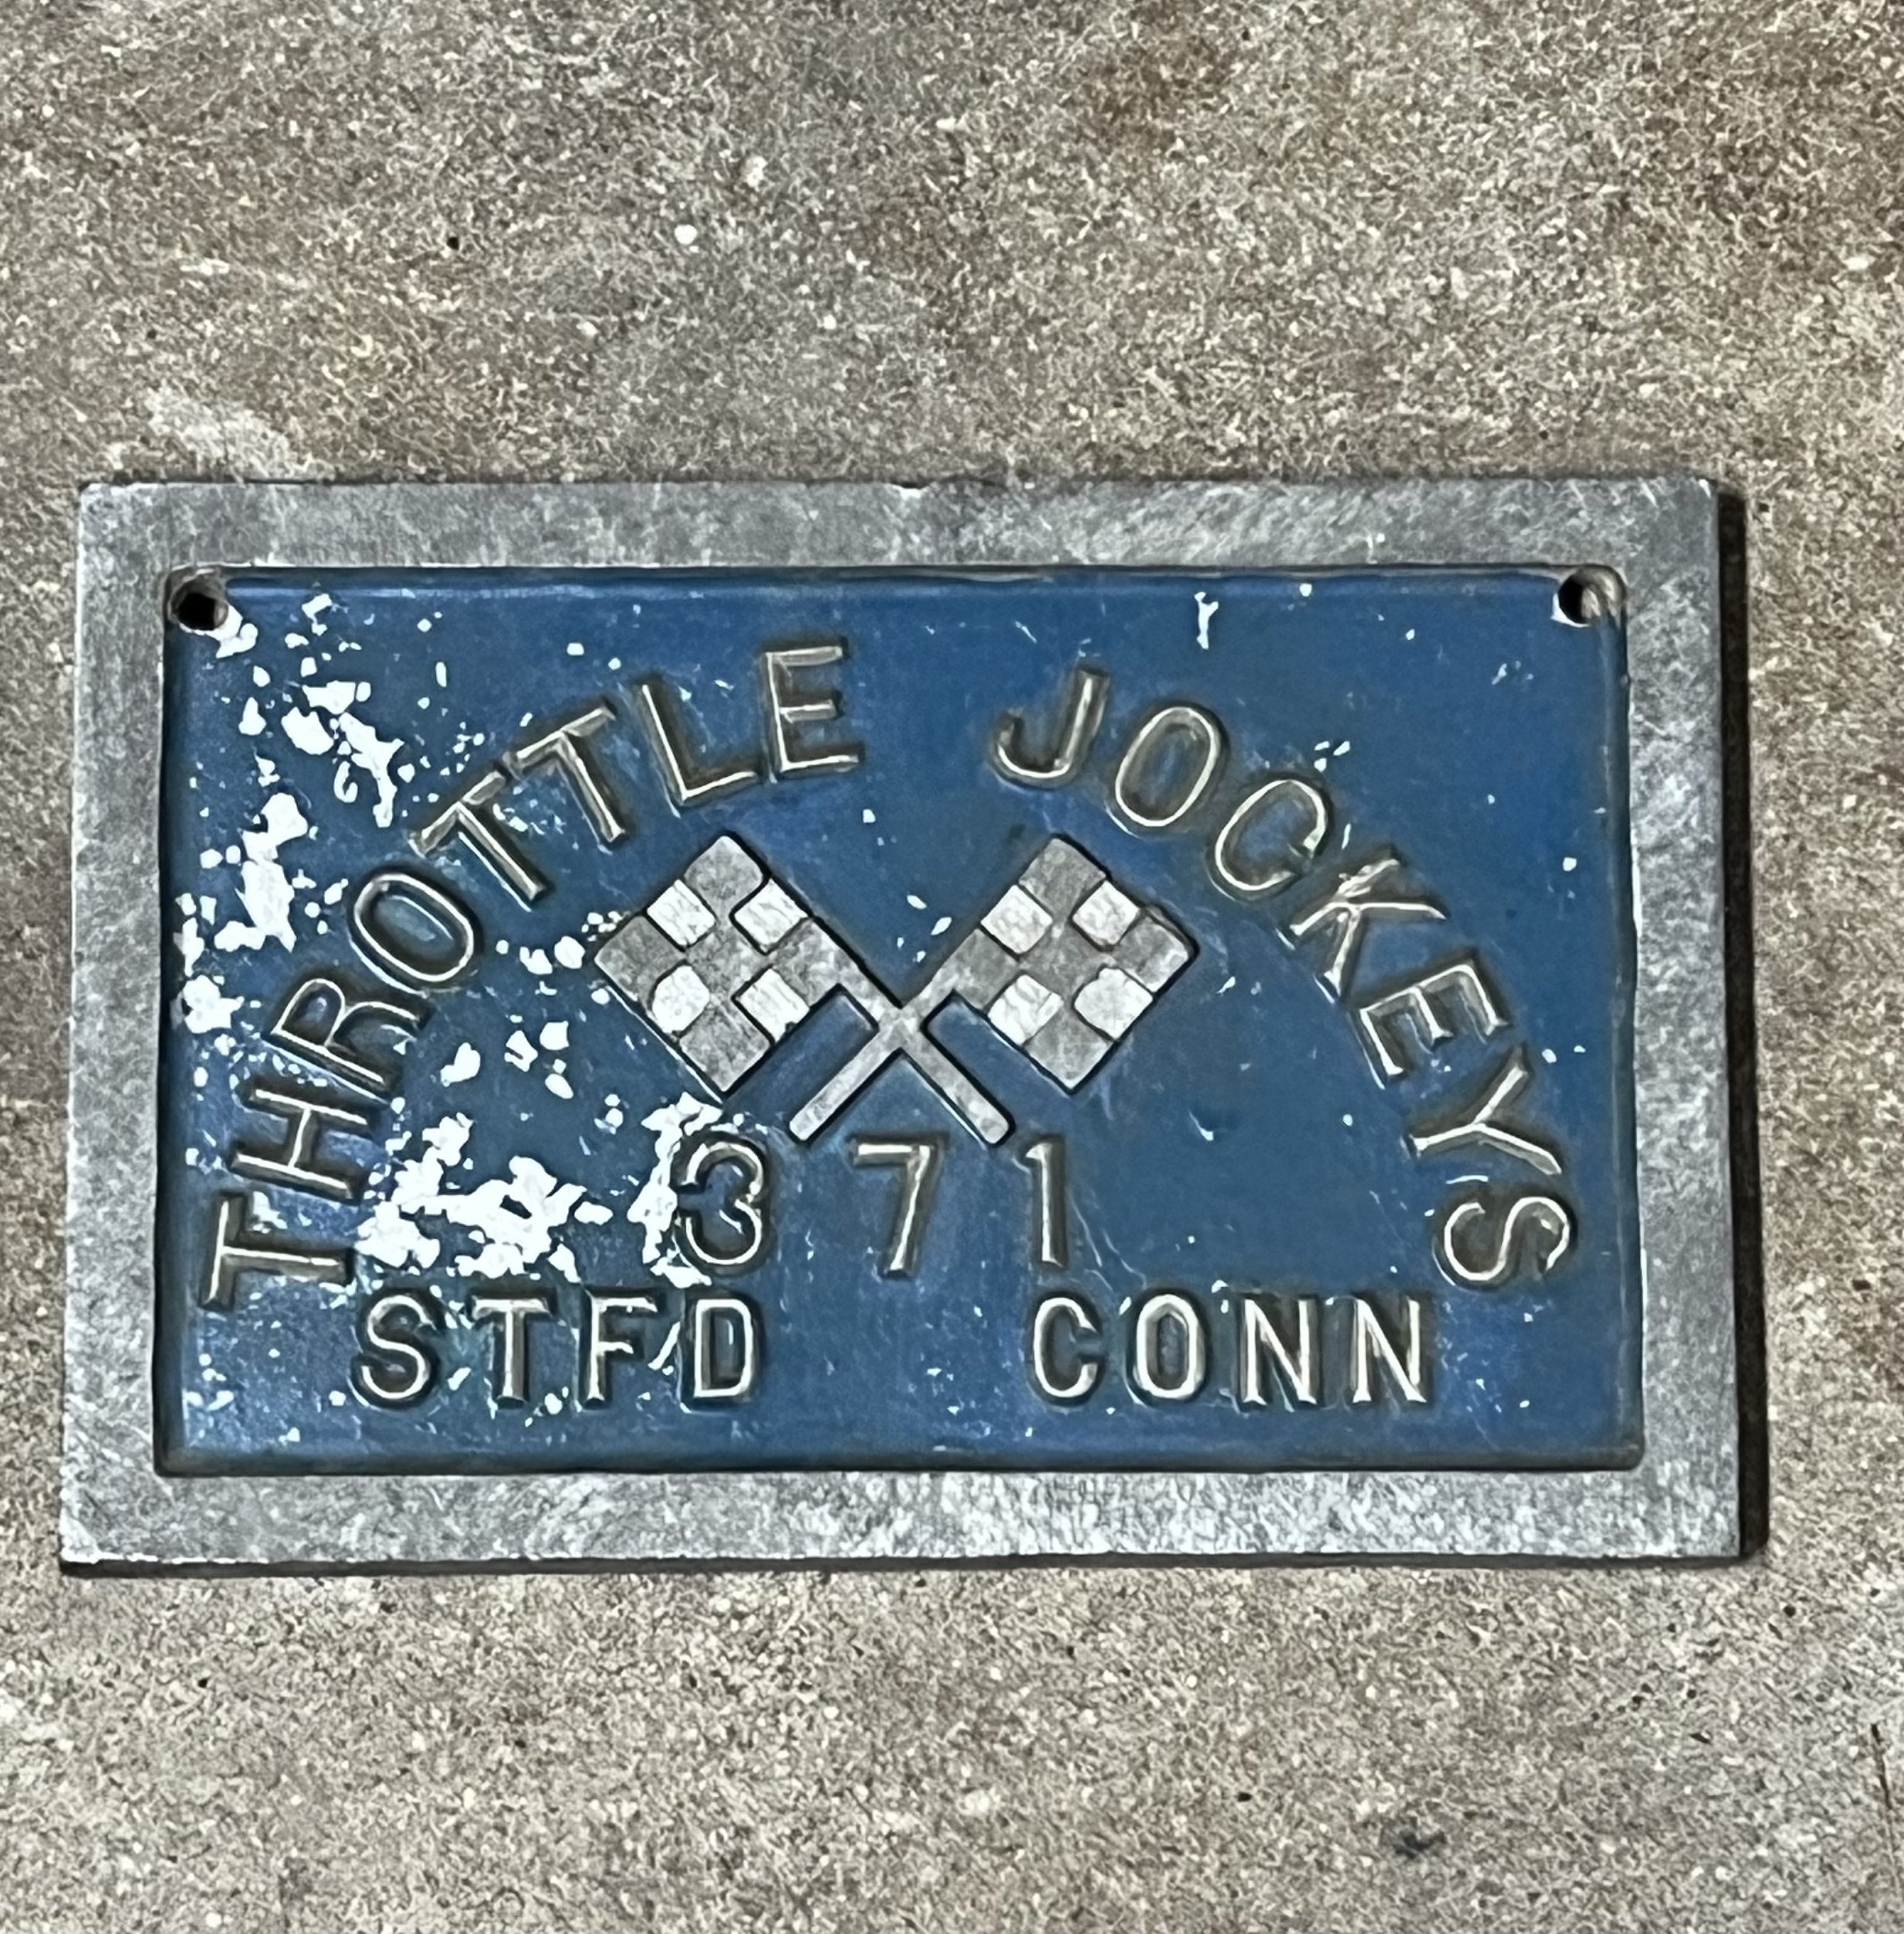 THROTTLE JOCKEYS
371
STFD CONN